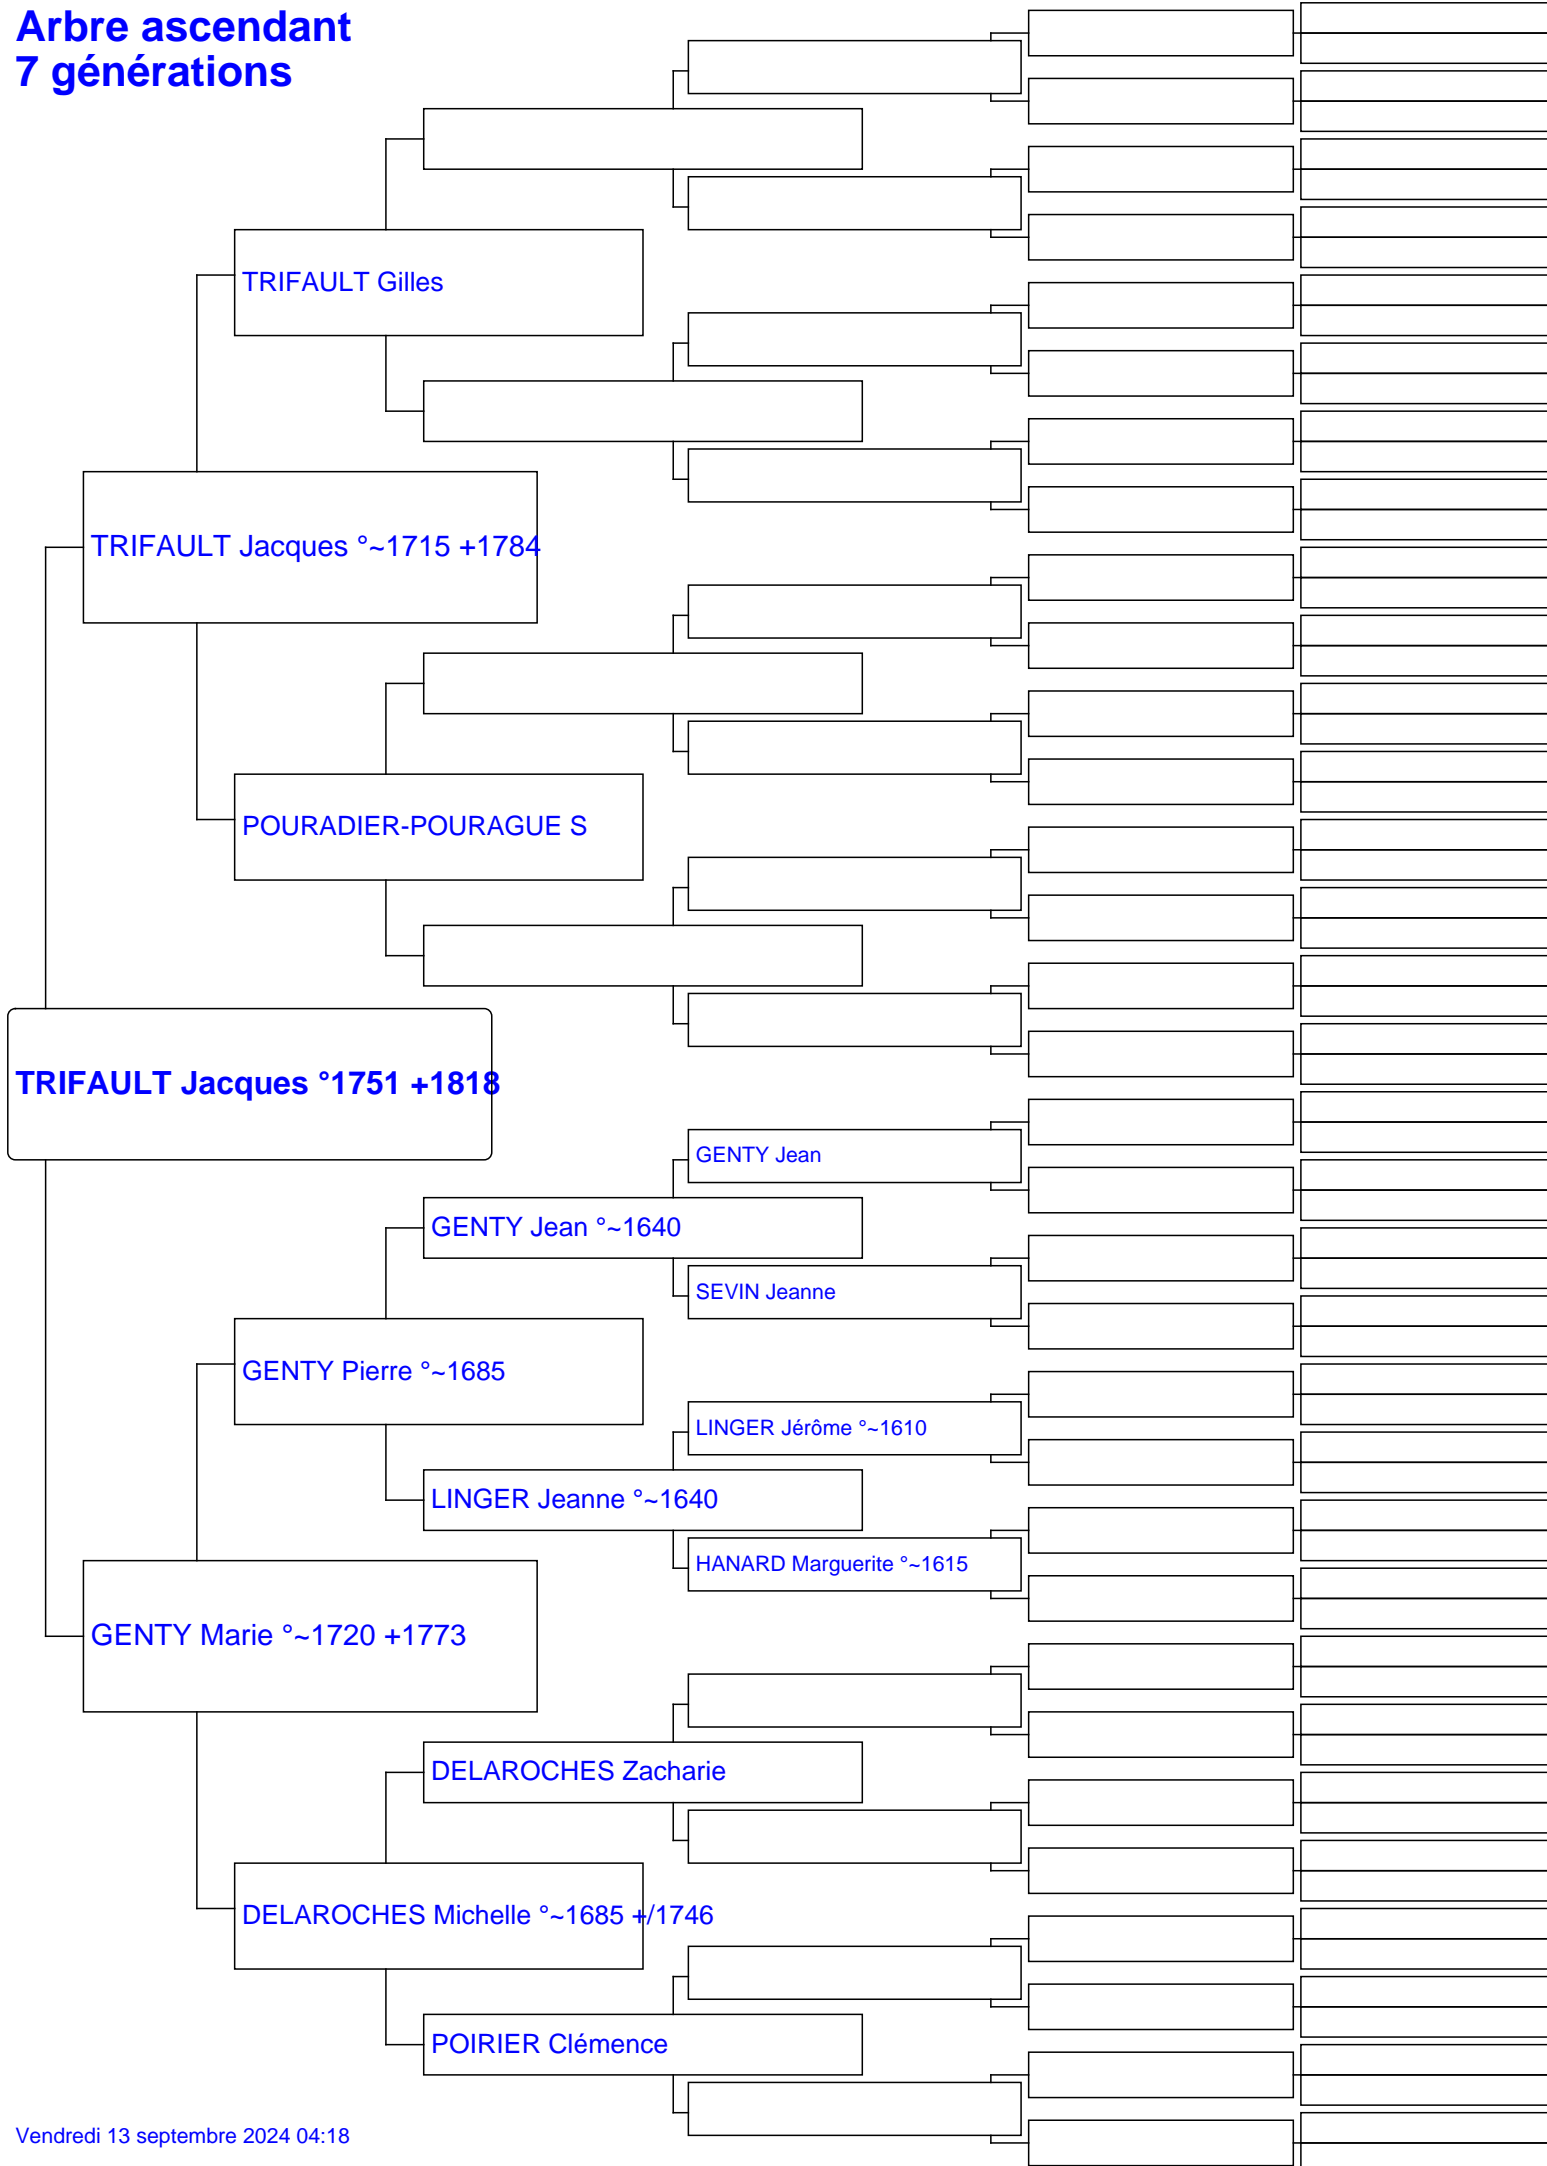 Arbre ascendant
7 générations
TRIFAULT Gilles
TRIFAULT Jacques °~1715 +1784
POURADIER-POURAGUE S
TRIFAULT Jacques °1751 +1818
GENTY Jean
GENTY Jean °~1640
SEVIN Jeanne
GENTY Pierre °~1685
LINGER Jérôme °~1610
LINGER Jeanne °~1640
HANARD Marguerite °~1615
GENTY Marie °~1720 +1773
DELAROCHES Zacharie
DELAROCHES Michelle °~1685 +/1746
POIRIER Clémence
Vendredi 13 septembre 2024 04:18